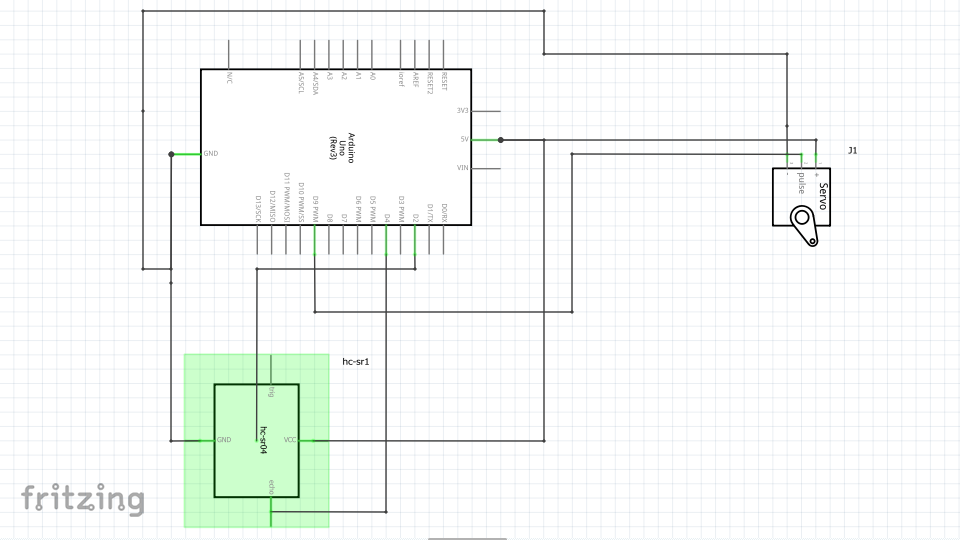 N/C
A5/SCL
A4/SDA
A3
A2
A1
A0
ioref
AREF
RESET2
RESET
3V3
5V
VIN
GND
Arduino
Uno
(Rev3)
D13/SCK
D12/MISO
D11 PWM/MOSI
D10 PWM/SS
D9 PWM
D8
D7
D6 PWM
D5 PWM
D4
D3 PWM
D2
D1/TX
D0/RX
J1
-
pulse
+
Servo
hc-sr1
trig
GND
hc-sr04
VCC
echo
fritzing